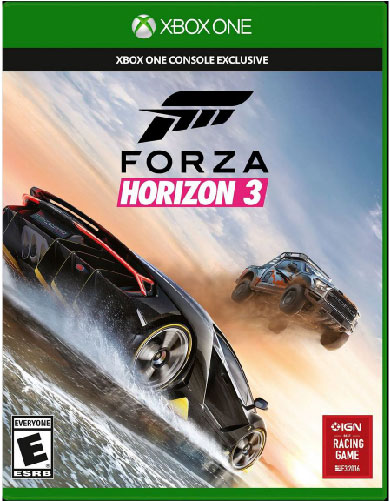 XBOX ONE
XBOX ONE CONSOLE EXCLUSIVE
FORZA
HORIZON 3
EVERYONE
E
ESRB
IGN
RACING
GAME